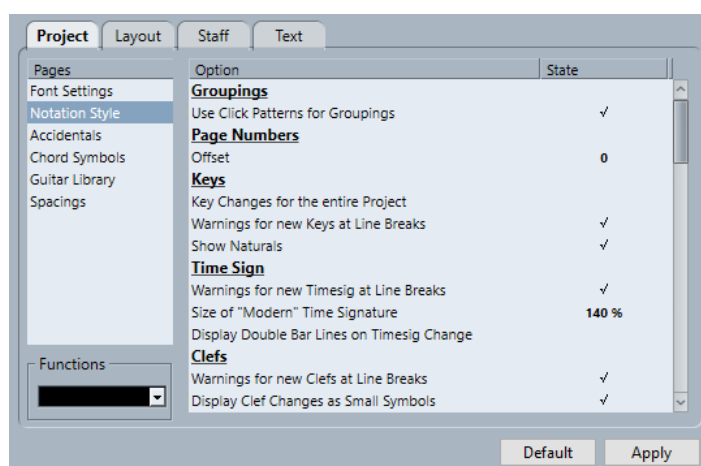 Project Layout Staff Text
Pages
Font Settings
Notation Style
Accidentals
Chord Symbols
Guitar Library
Spacings
Functions
Option State
Groupings
Use Click Patterns for Groupings √
Page Numbers
Offset 0
Keys
Key Changes for the entire Project
Warnings for new Keys at Line Breaks √
Show Naturals √
Time Sign
Warnings for new Timesig at Line Breaks √
Size of "Modern" Time Signature 140 %
Display Double Bar Lines on Timesig Change
Clefs
Warnings for new Clefs at Line Breaks √
Display Clef Changes as Small Symbols √
Default Apply